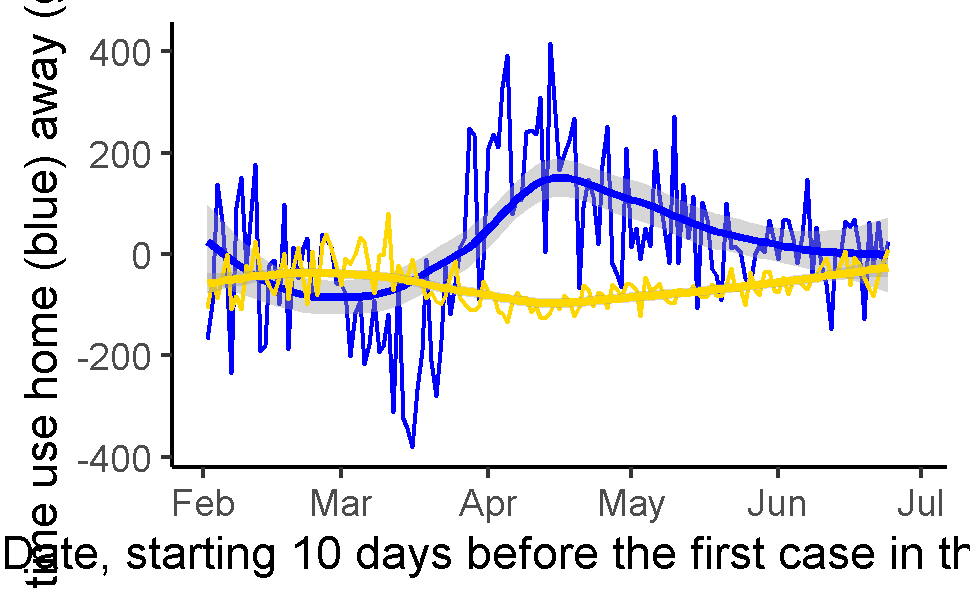 time use home (blue) away (
400
200
0
-200
-400
Feb Mar Apr May Jun Jul
Date, starting 10 days before the first case in th